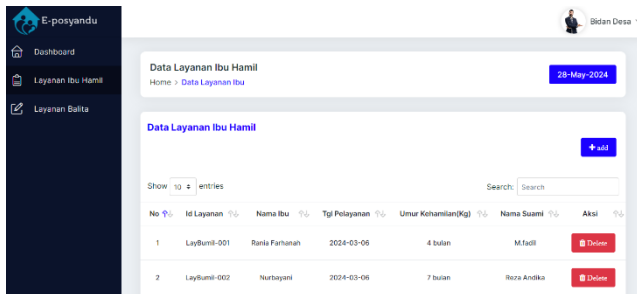 E-posyandu
Bidan Desa
Dashboard
Layanan Ibu Hamil
Layanan Balita
Data Layanan Ibu Hamil
Home > Data Layanan Ibu
28-May-2024
Data Layanan Ibu Hamil
+ add
Show 10 entries
Search: Search
No Id Layanan Nama Ibu Tgl Pelayanan Umur Kehamilan(Kg) Nama Suami Aksi
1 LayBumil-001 Rania Farhanah 2024-03-06 4 bulan M.fadil Delete
2 LayBumil-002 Nurbayani 2024-03-06 7 bulan Reza Andika Delete